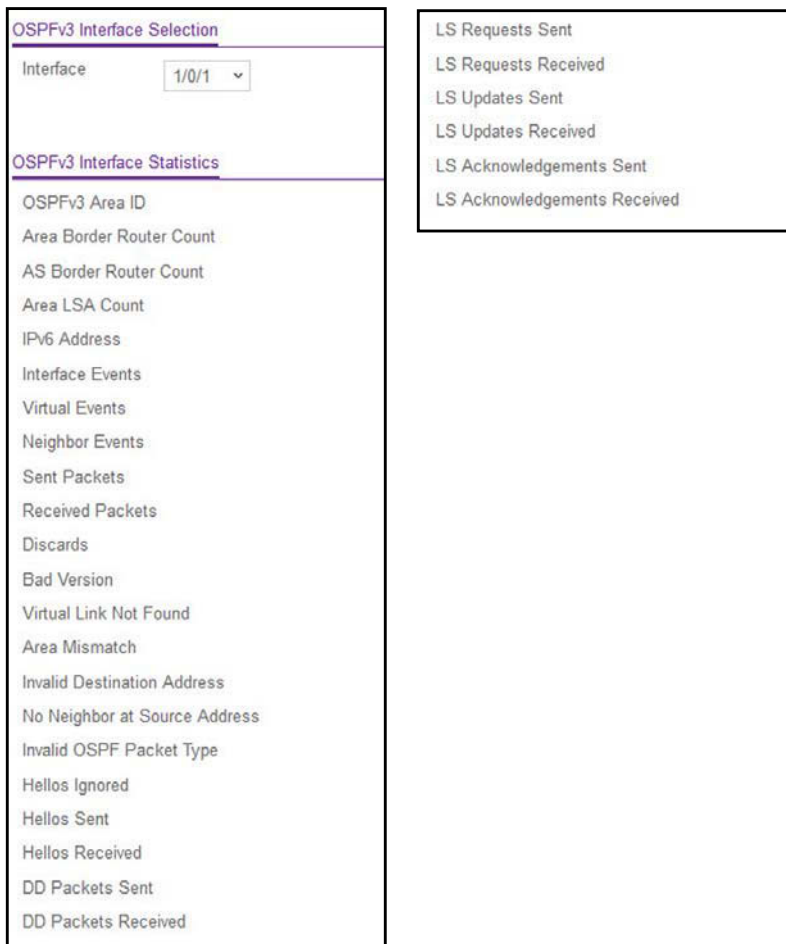 OSPFv3 Interface Selection
Interface 1/0/1
OSPFv3 Interface Statistics
OSPFv3 Area ID
Area Border Router Count
AS Border Router Count
Area LSA Count
IPv6 Address
Interface Events
Virtual Events
Neighbor Events
Sent Packets
Received Packets
Discards
Bad Version
Virtual Link Not Found
Area Mismatch
Invalid Destination Address
No Neighbor at Source Address
Invalid OSPF Packet Type
Hellos Ignored
Hellos Sent
Hellos Received
DD Packets Sent
DD Packets Received
LS Requests Sent
LS Requests Received
LS Updates Sent
LS Updates Received
LS Acknowledgements Sent
LS Acknowledgements Received